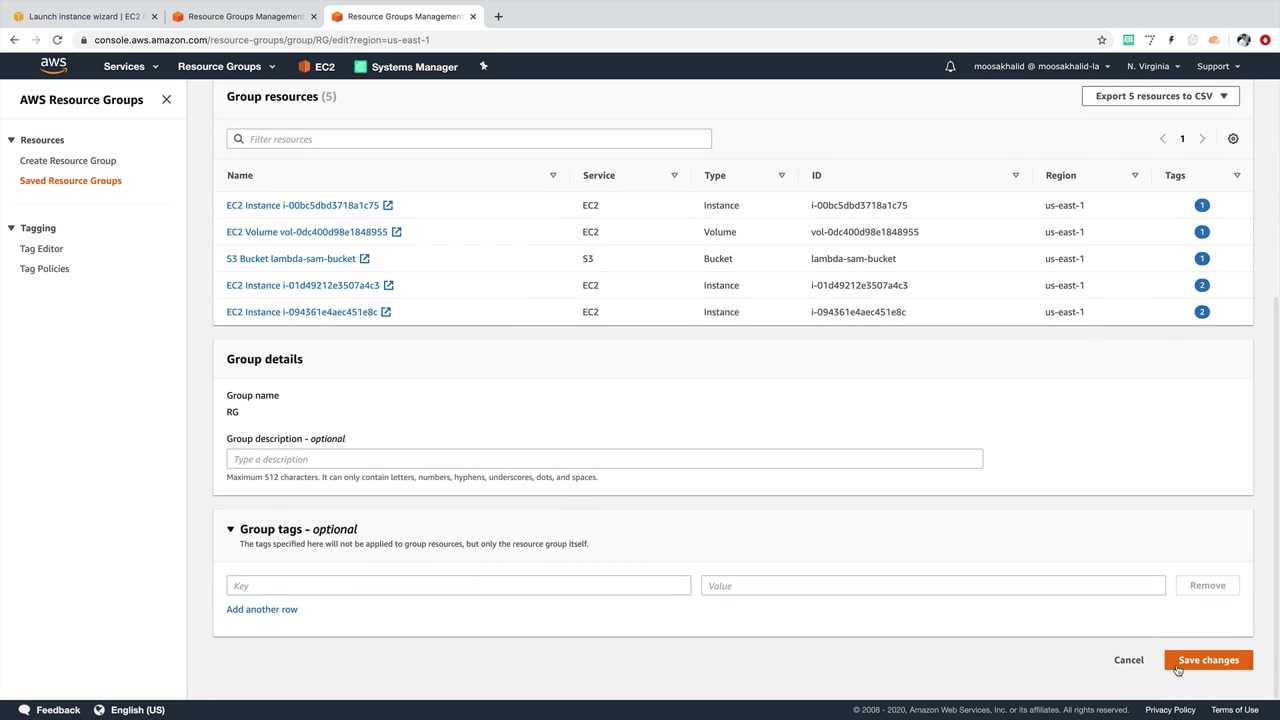 Launch instance wizard | EC2
Resource Groups Management
Resource Groups Management
console.aws.amazon.com/resource-groups/group/RG/edit?region=us-east-1
aws
Services
Resource Groups
EC2
Systems Manager
moosakhalid @ moosakhalid-la
N. Virginia
Support
AWS Resource Groups
Resources
Create Resource Group
Saved Resource Groups
Tagging
Tag Editor
Tag Policies
Group resources (5)
Export 5 resources to CSV
Filter resources
1
Name Service Type ID Region Tags
EC2 Instance i-00bc5dbd3718a1c75 EC2 Instance i-00bc5dbd3718a1c75 us-east-1 1
EC2 Volume vol-0dc400d98e1848955 EC2 Volume vol-0dc400d98e1848955 us-east-1 1
S3 Bucket lambda-sam-bucket S3 Bucket lambda-sam-bucket us-east-1 1
EC2 Instance i-01d49212e3507a4c3 EC2 Instance i-01d49212e3507a4c3 us-east-1 2
EC2 Instance i-094361e4aec451e8c EC2 Instance i-094361e4aec451e8c us-east-1 2
Group details
Group name
RG
Group description - optional
Type a description
Maximum 512 characters. It can only contain letters, numbers, hyphens, underscores, dots, and spaces.
Group tags - optional
The tags specified here will not be applied to group resources, but only the resource group itself.
Key Value Remove
Add another row
Cancel Save changes
Feedback English (US) © 2008 - 2020, Amazon Web Services, Inc. or its affiliates. All rights reserved. Privacy Policy Terms of Use